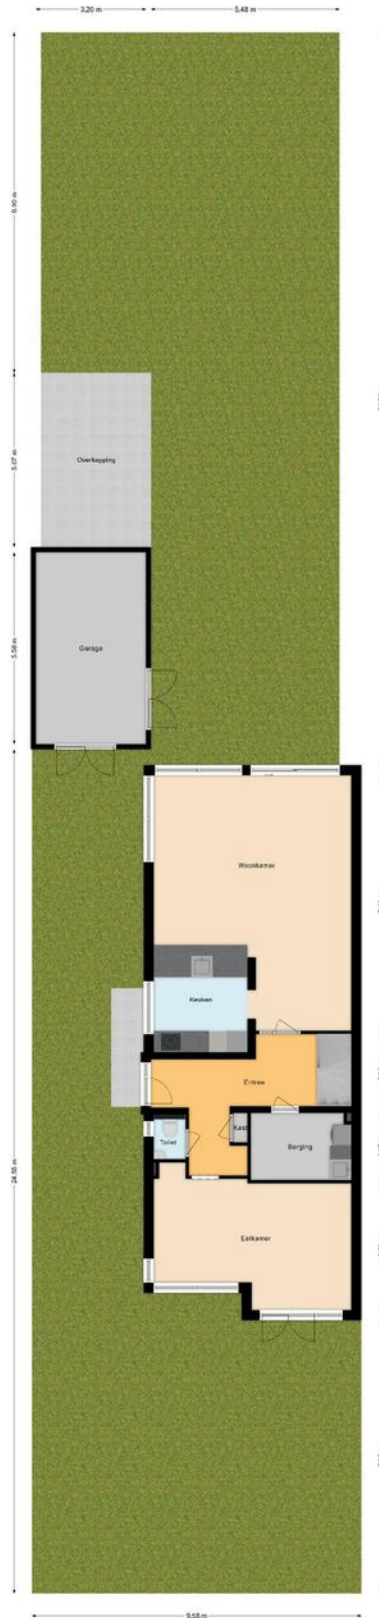 3,20 m
5,48 m
9,90 m
Overkapping
5,07 m
Garage
5,58 m
Woonkamer
Keuken
Entree
Kast
Toilet
Berging
24,55 m
Eetkamer
9,58 m